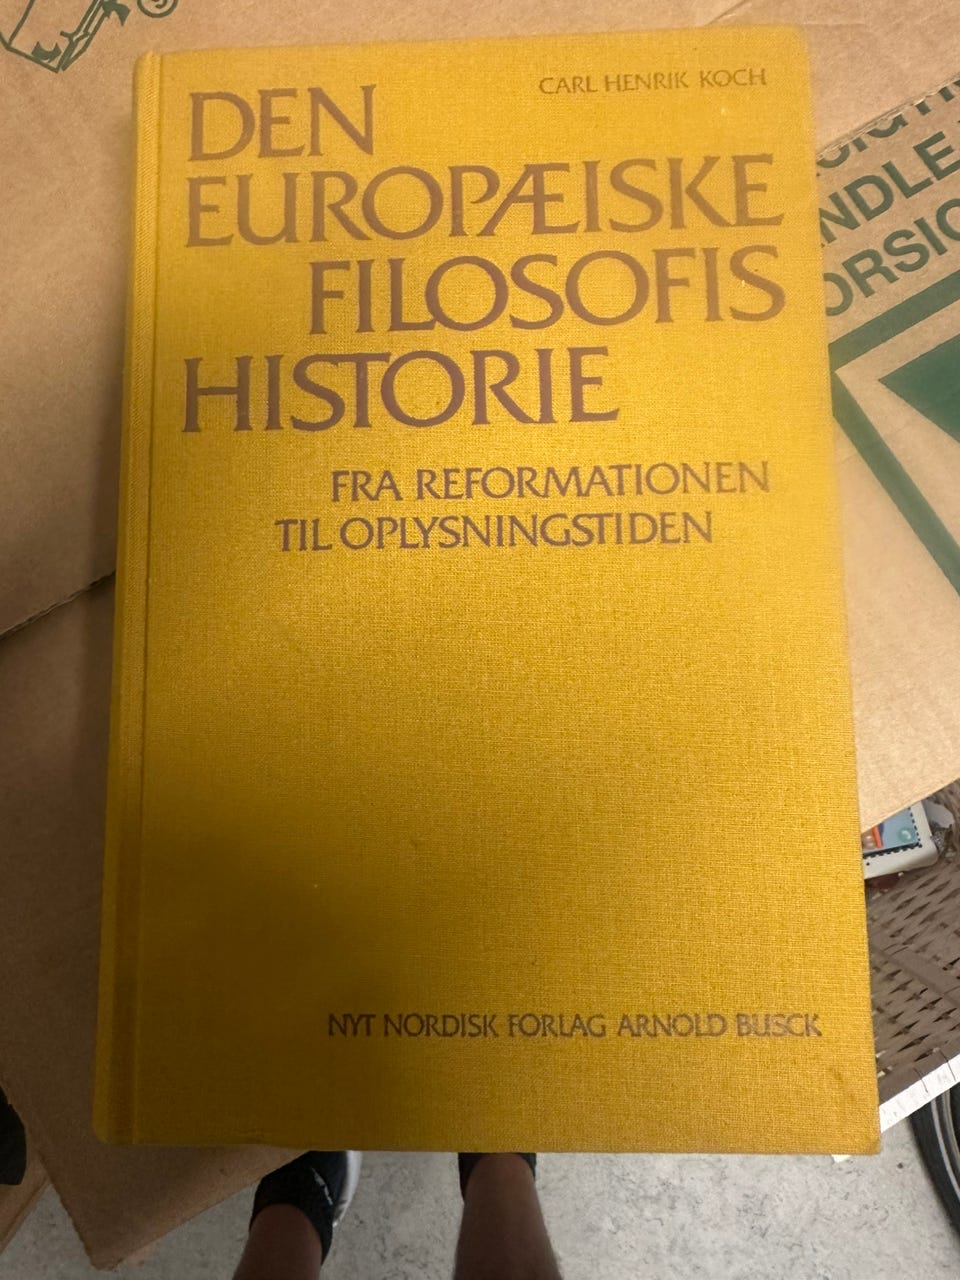 CARL HENRIK KOCH
DEN
EUROPÆISKE
FILOSOFIS
HISTORIE
FRA REFORMATIONEN
TIL OPLYSNINGSTIDEN
NYT NORDISK FORLAG ARNOLD BUSCK